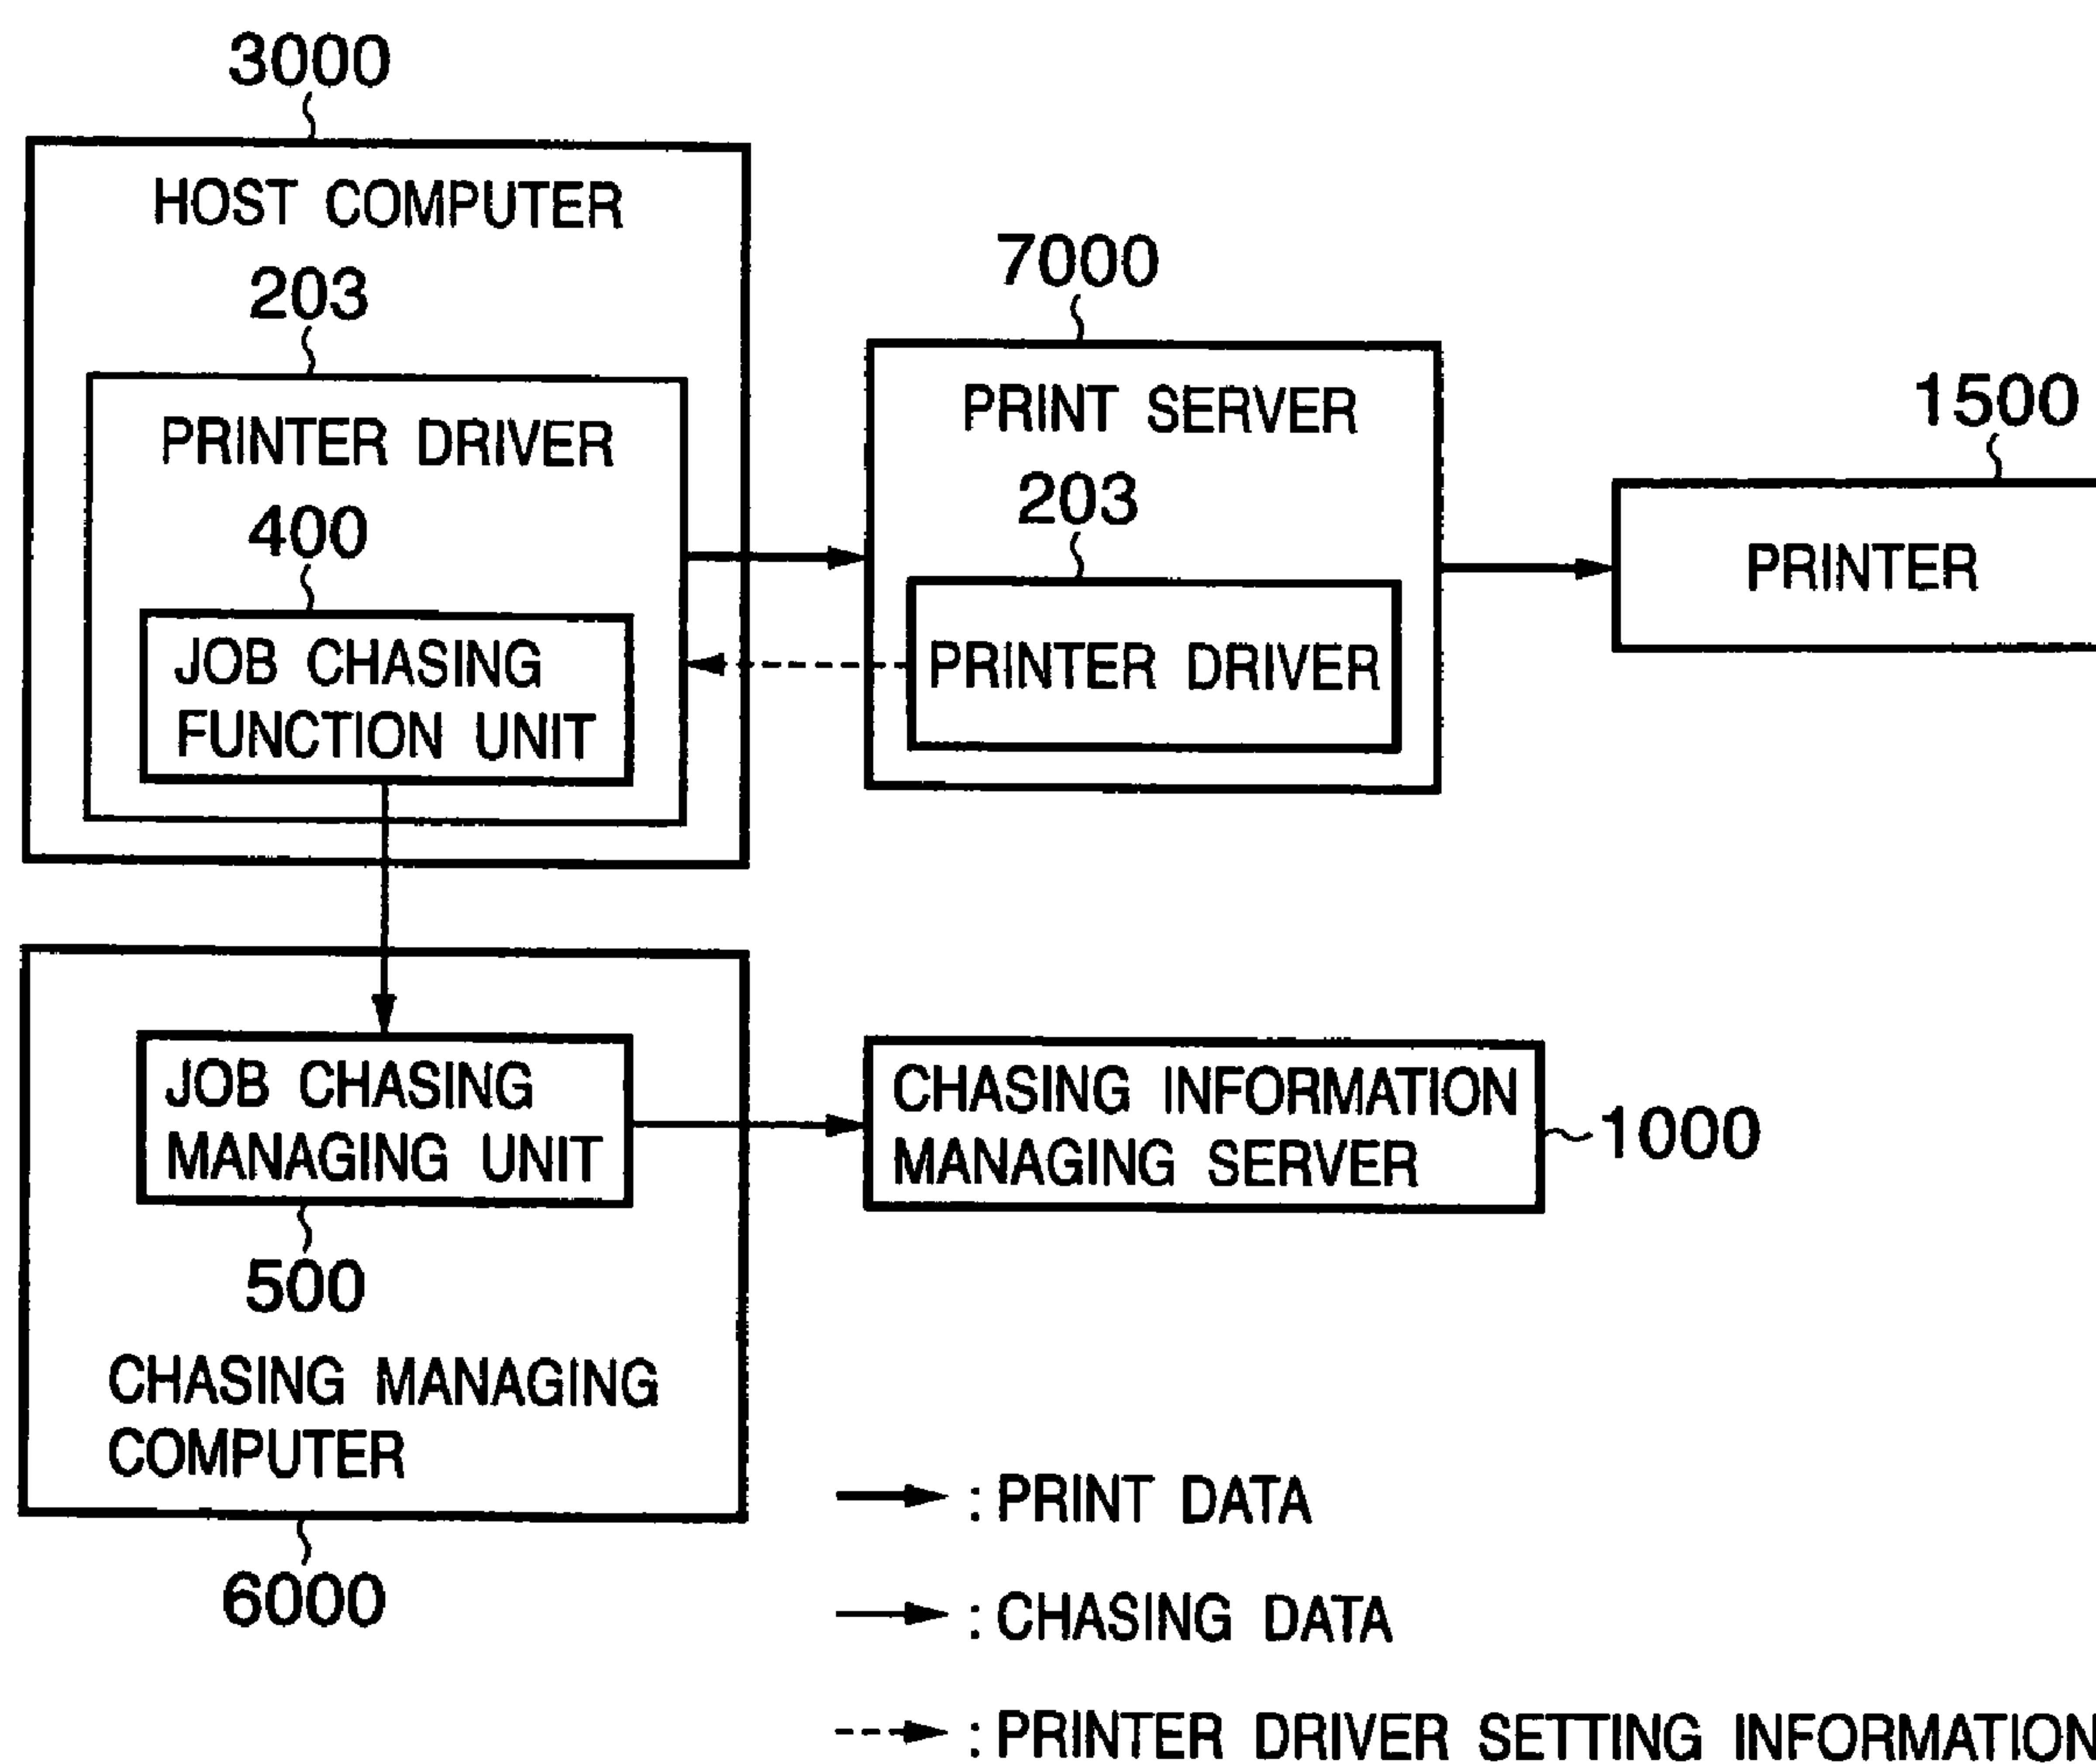 3000
HOST COMPUTER
203
PRINTER DRIVER
400
JOB CHASING
FUNCTION UNIT
7000
PRINT SERVER
203
PRINTER DRIVER
1500
PRINTER
JOB CHASING
MANAGING UNIT
500
CHASING MANAGING
COMPUTER
6000
CHASING INFORMATION
MANAGING SERVER
1000
: PRINT DATA
: CHASING DATA
: PRINTER DRIVER SETTING INFORMATION